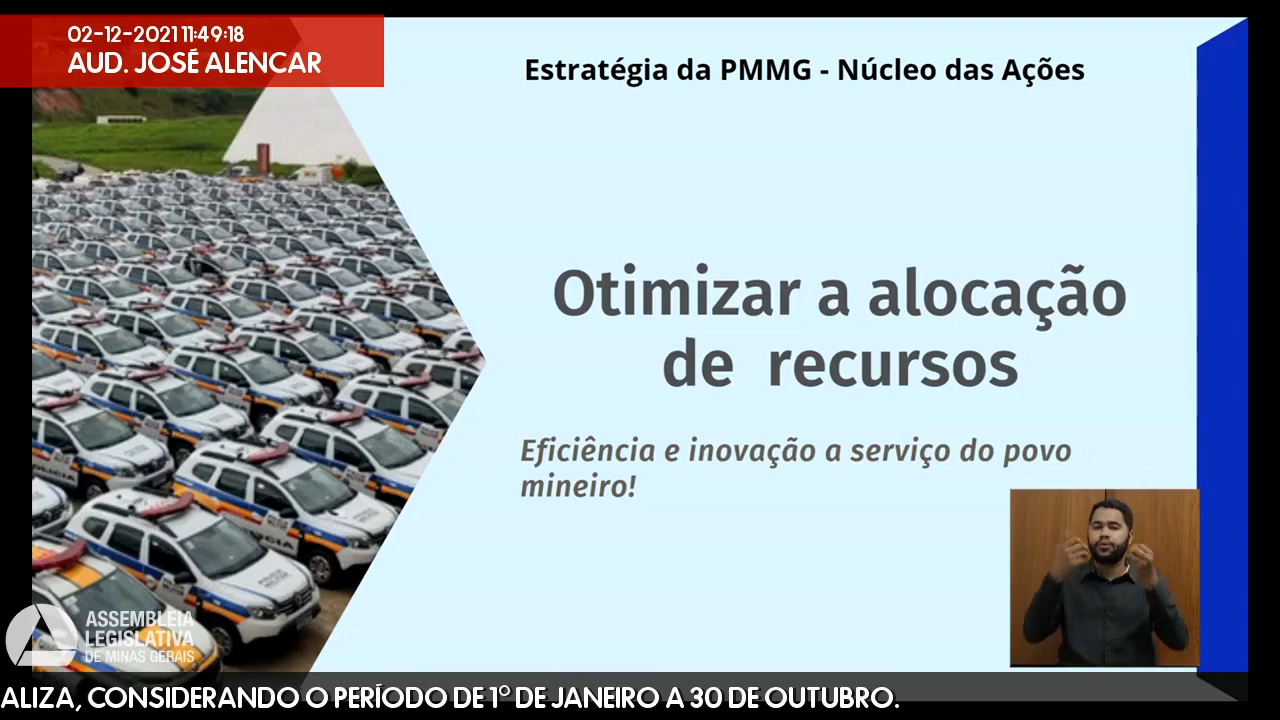 02-12-2021 11:49:18
AUD. JOSÉ ALENCAR
Estratégia da PMMG - Núcleo das Ações
Otimizar a alocação
de recursos
Eficiência e inovação a serviço do povo
mineiro!
ASSEMBLEIA
LEGISLATIVA
DE MINAS GERAIS
ALIZA, CONSIDERANDO O PERÍODO DE 1º DE JANEIRO A 30 DE OUTUBRO.